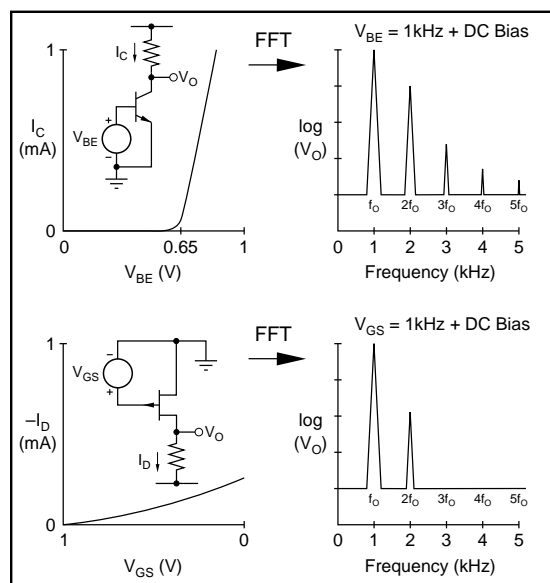 FFT
V_BE = 1kHz + DC Bias
1
I_C
V_O
I_C
(mA)
+
V_BE
−
0
0
0.65
1
V_BE (V)
log
(V_O)
f_O
2f_O
3f_O
4f_O
5f_O
0
1
2
3
4
5
Frequency (kHz)
FFT
V_GS = 1kHz + DC Bias
1
−
V_GS
+
−I_D
(mA)
V_O
I_D
0
1
0
V_GS (V)
log
(V_O)
f_O
2f_O
3f_O
4f_O
5f_O
0
1
2
3
4
5
Frequency (kHz)